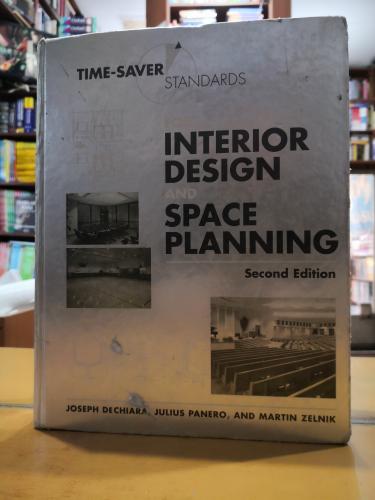 TIME-SAVER
STANDARDS
INTERIOR
DESIGN
AND
SPACE
PLANNING
Second Edition
JOSEPH DECHIARA, JULIUS PANERO, AND MARTIN ZELNIK